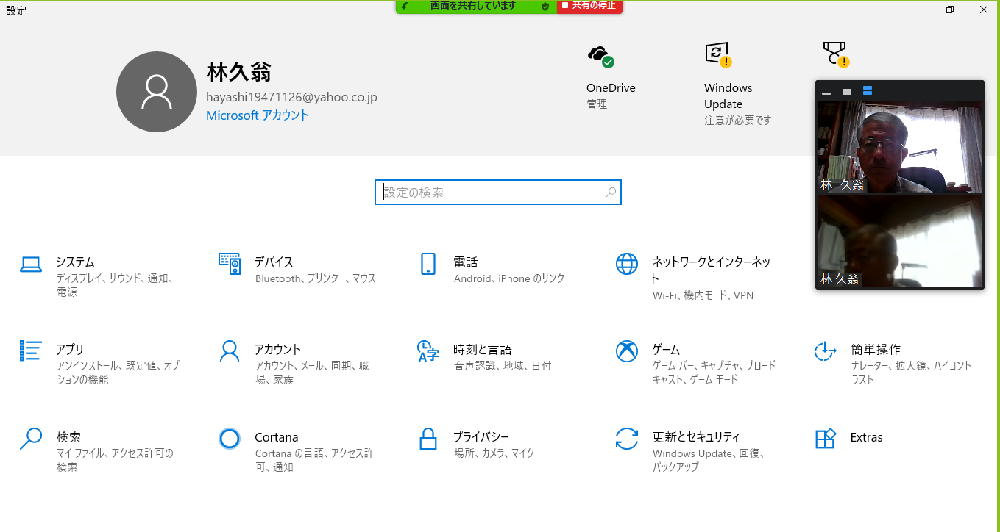 設定
画面を共有しています
共有の停止
林久翁
hayashi19471126@yahoo.co.jp
Microsoft アカウント
OneDrive
管理
Windows
Update
注意が必要です
林 久翁
林 久翁
設定の検索
システム
ディスプレイ、サウンド、通知、
電源
デバイス
Bluetooth、プリンター、マウス
電話
Android、iPhone のリンク
ネットワークとインターネッ
ト
Wi-Fi、機内モード、VPN
アプリ
アンインストール、既定値、オプ
ションの機能
アカウント
アカウント、メール、同期、職
場、家族
時刻と言語
音声認識、地域、日付
ゲーム
ゲーム バー、キャプチャ、ブロード
キャスト、ゲーム モード
簡単操作
ナレーター、拡大鏡、ハイコント
ラスト
検索
マイ ファイル、アクセス許可の
検索
Cortana
Cortana の言語、アクセス許
可、通知
プライバシー
場所、カメラ、マイク
更新とセキュリティ
Windows Update、回復、
バックアップ
Extras